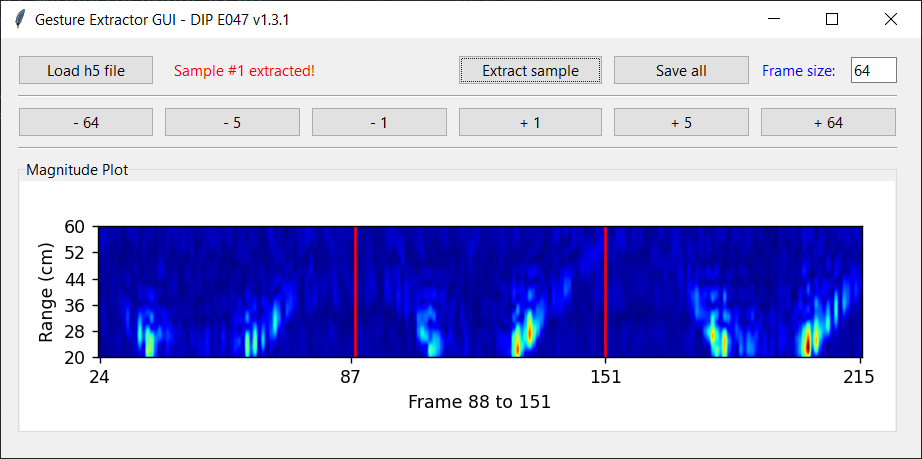 Gesture Extractor GUI - DIP E047 v1.3.1
Load h5 file Sample #1 extracted! Extract sample Save all Frame size: 64
- 64 - 5 - 1 + 1 + 5 + 64
Magnitude Plot
Range (cm)
60
52
44
36
28
20
24 87 151 215
Frame 88 to 151